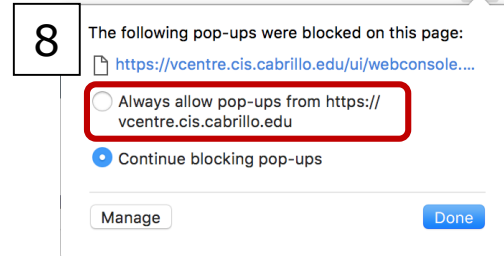 8
The following pop-ups were blocked on this page:
https://vcentre.cis.cabrillo.edu/ui/webconsole....
Always allow pop-ups from https://
vcentre.cis.cabrillo.edu
Continue blocking pop-ups
Manage
Done